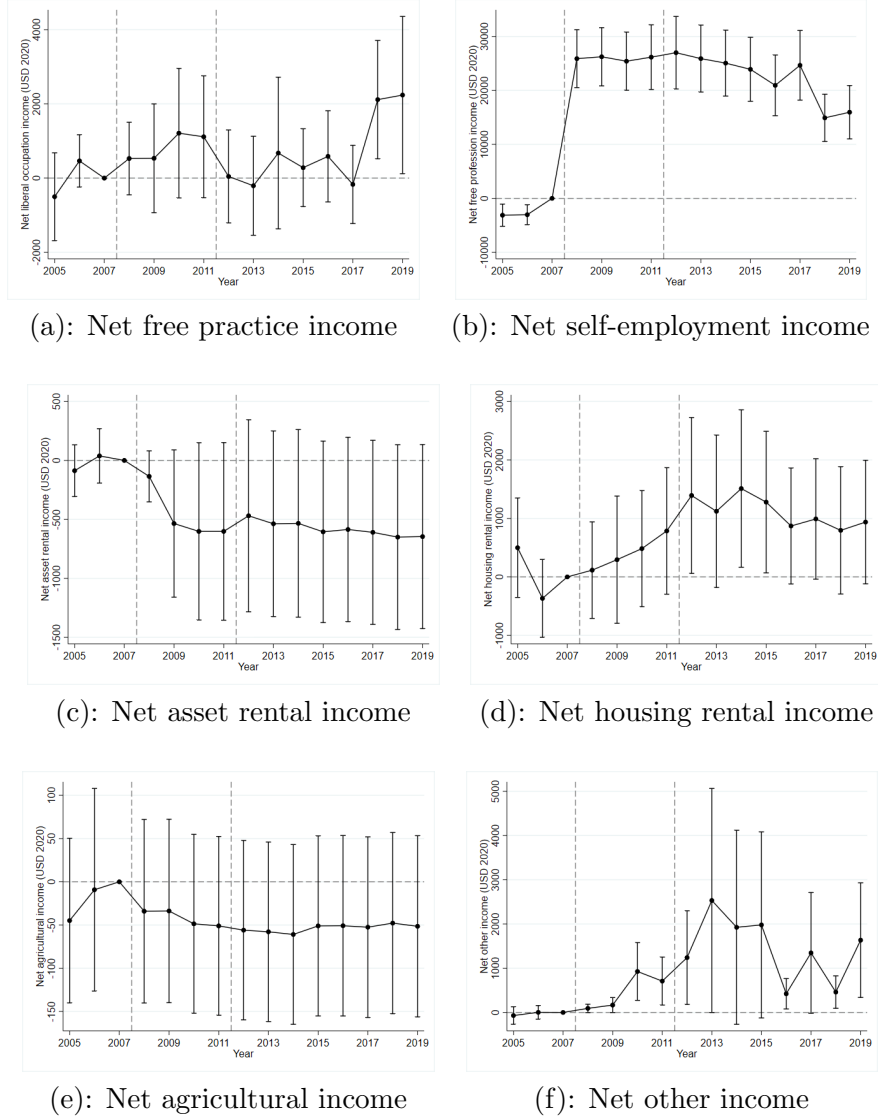 Net liberal occupation income (USD 2020)
4000
2000
0
-2000
2005 2007 2009 2011 2013 2015 2017 2019
Year
(a): Net free practice income
Net free profession income (USD 2020)
30000
20000
10000
0
-10000
2005 2007 2009 2011 2013 2015 2017 2019
Year
(b): Net self-employment income
Net asset rental income (USD 2020)
500
0
-500
-1000
-1500
2005 2007 2009 2011 2013 2015 2017 2019
Year
(c): Net asset rental income
Net housing rental income (USD 2020)
3000
2000
1000
0
-1000
2005 2007 2009 2011 2013 2015 2017 2019
Year
(d): Net housing rental income
Net agricultural income (USD 2020)
100
50
0
-50
-100
-150
2005 2007 2009 2011 2013 2015 2017 2019
Year
(e): Net agricultural income
Net other income (USD 2020)
5000
4000
3000
2000
1000
0
2005 2007 2009 2011 2013 2015 2017 2019
Year
(f): Net other income